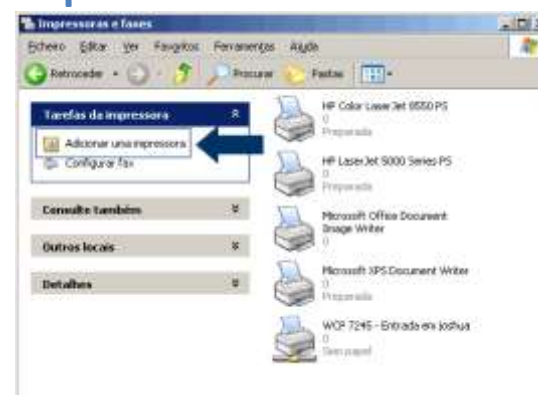 Impressoras e faxes
Ficheiro Editar Ver Favoritos Ferramentas Ajuda
Retroceder Procurar Pastas
Tarefas da impressora
Adicionar uma impressora
Configurar fax
Consulte também
Outros locais
Detalhes
HP Color LaserJet 8550 PS
0
Preparada
HP LaserJet 5000 Series PS
0
Preparada
Microsoft Office Document
Image Writer
0
Microsoft XPS Document Writer
0
Preparada
WCP 7245 - Entrada em joshua
0
Sem papel